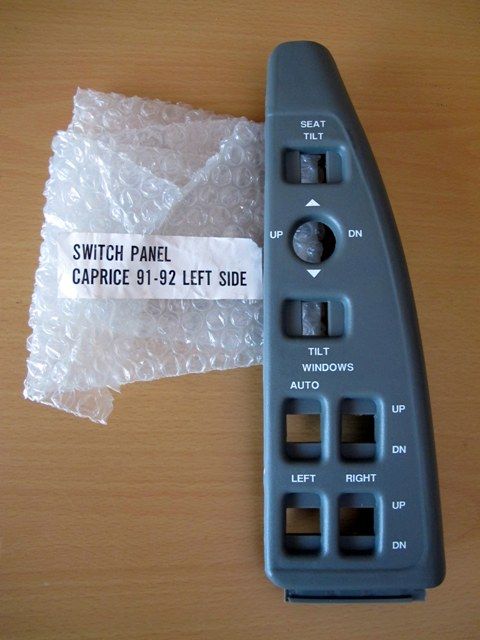 SWITCH PANEL
CAPRICE 91-92 LEFT SIDE
SEAT
TILT
UP DN
TILT
WINDOWS
AUTO
UP
DN
LEFT RIGHT
UP
DN